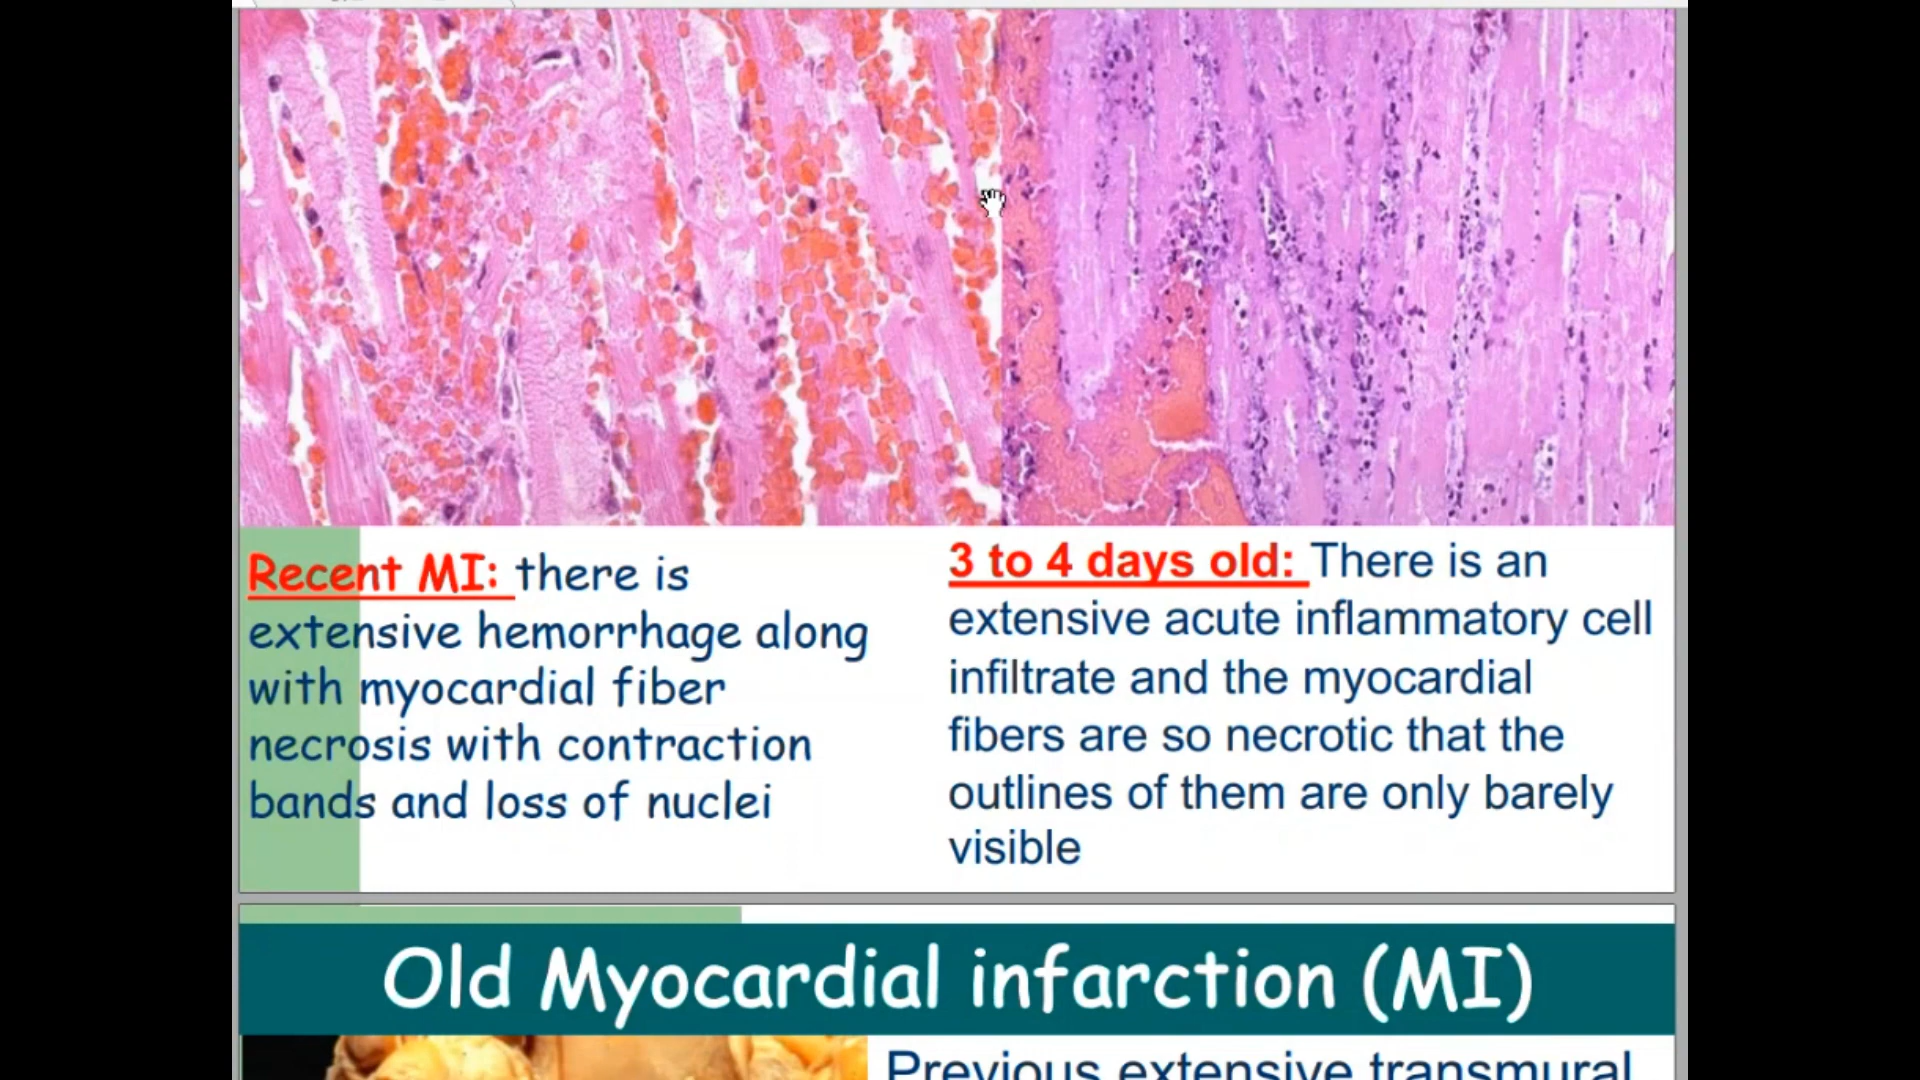 Recent MI: there is
extensive hemorrhage along
with myocardial fiber
necrosis with contraction
bands and loss of nuclei
3 to 4 days old: There is an
extensive acute inflammatory cell
infiltrate and the myocardial
fibers are so necrotic that the
outlines of them are only barely
visible
Old Myocardial infarction (MI)
Previous extensive transmural